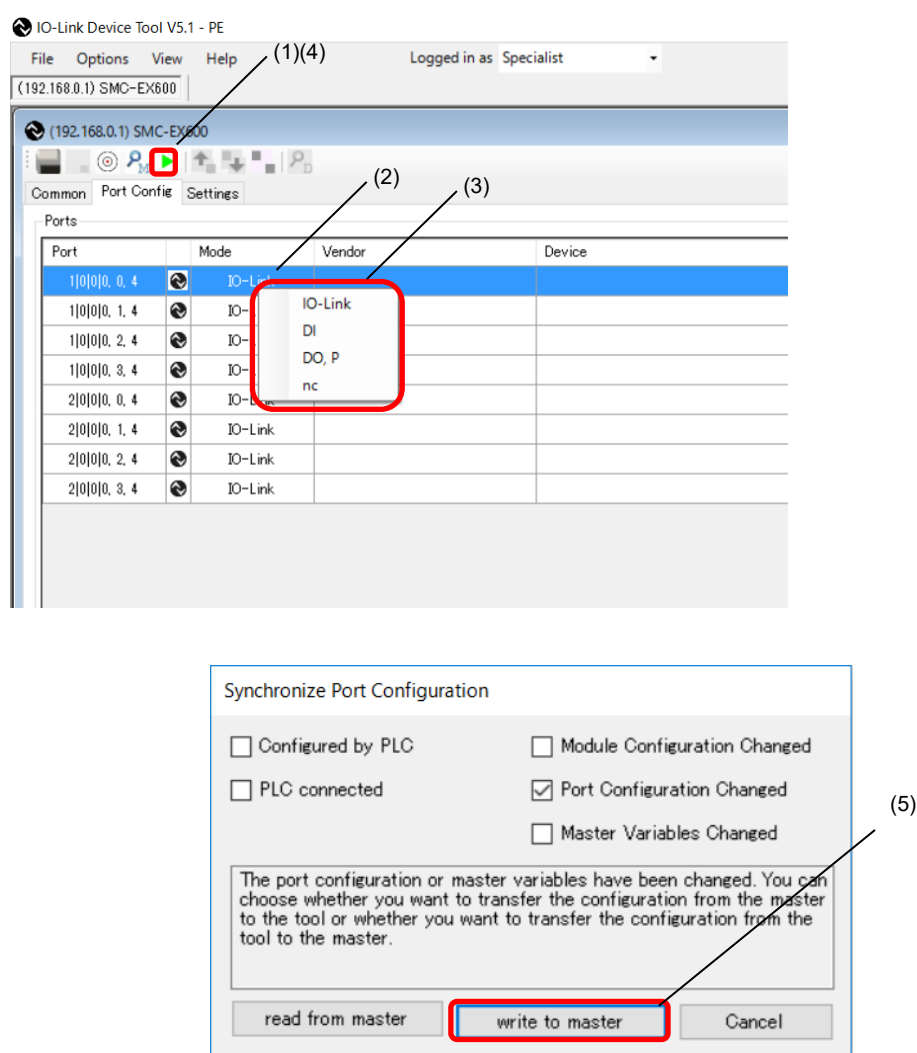 IO-Link Device Tool V5.1 - PE
File Options View Help (1)(4) Logged in as Specialist
(192.168.0.1) SMC-EX600
(192.168.0.1) SMC-EX600
Common Port Config Settings (2) (3)
Ports
Port Mode Vendor Device
1|0|0|0, 0, 4 IO-Link
1|0|0|0, 1, 4 IO- IO-Link
1|0|0|0, 2, 4 IO- DI
1|0|0|0, 3, 4 IO- DO, P
2|0|0|0, 0, 4 nc
2|0|0|0, 1, 4 IO-Link
2|0|0|0, 2, 4 IO-Link
2|0|0|0, 3, 4 IO-Link
Synchronize Port Configuration
Configured by PLC Module Configuration Changed
PLC connected Port Configuration Changed
(5)
Master Variables Changed
The port configuration or master variables have been changed. You can
choose whether you want to transfer the configuration from the master
to the tool or whether you want to transfer the configuration from the
tool to the master.
read from master write to master Cancel